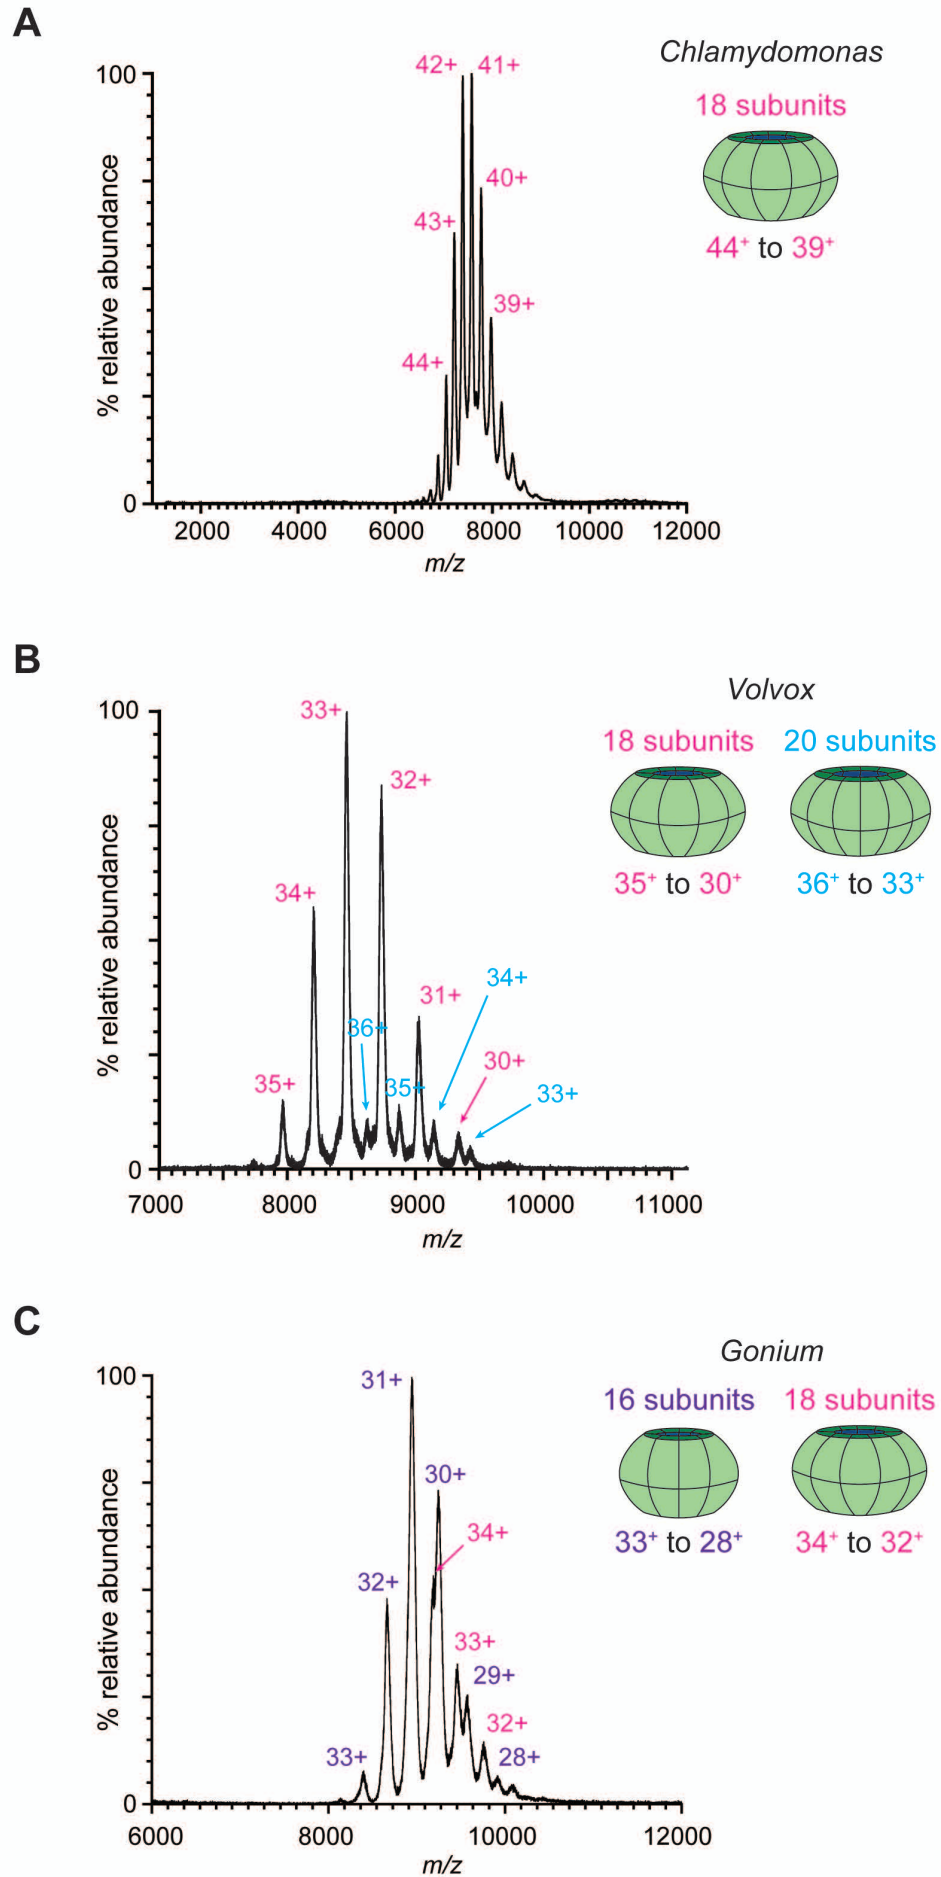 A
Chlamydomonas
18 subunits
44⁺ to 39⁺
42+ 41+
40+
43+
39+
44+
100
0
% relative abundance
2000 4000 6000 8000 10000 12000
m/z
B
Volvox
18 subunits 20 subunits
35⁺ to 30⁺ 36⁺ to 33⁺
33+
32+
34+
34+
31+
36+
30+
35+ 35+
33+
100
0
% relative abundance
7000 8000 9000 10000 11000
m/z
C
Gonium
16 subunits 18 subunits
33⁺ to 28⁺ 34⁺ to 32⁺
31+
30+
34+
32+
33+
29+
32+
33+ 28+
100
0
% relative abundance
6000 8000 10000 12000
m/z